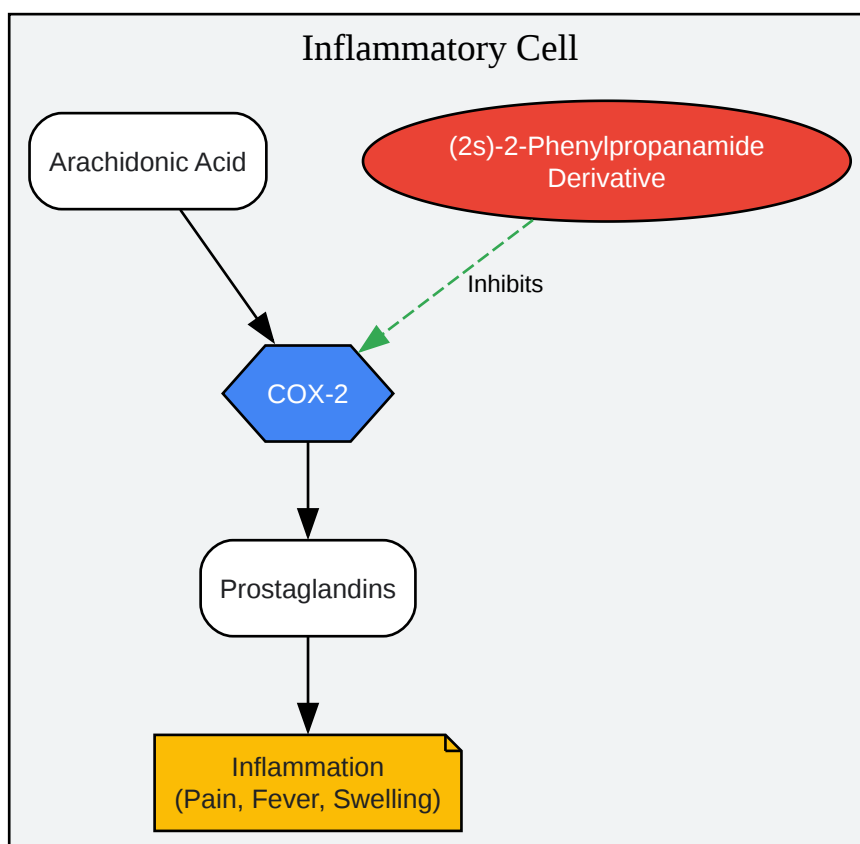 Inflammatory Cell
Arachidonic Acid
(2s)-2-Phenylpropanamide
Derivative
Inhibits
COX-2
Prostaglandins
Inflammation
(Pain, Fever, Swelling)